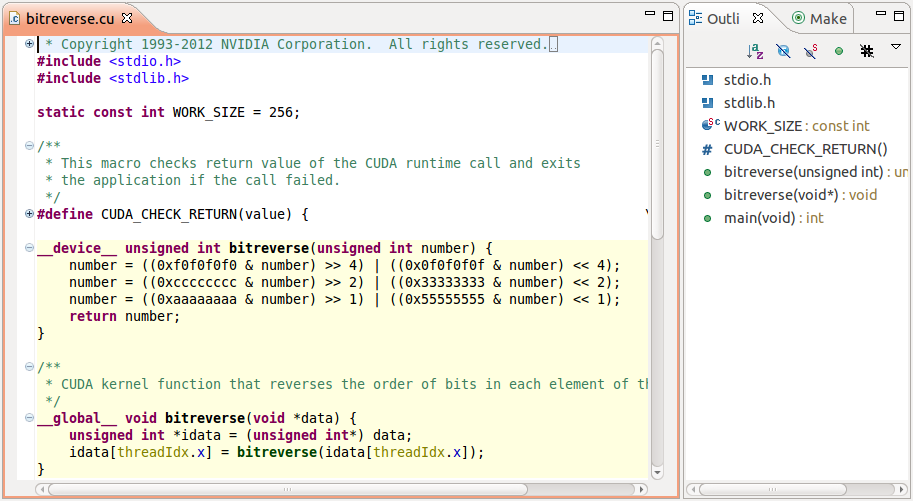 bitreverse.cu
* Copyright 1993-2012 NVIDIA Corporation.  All rights reserved.
#include <stdio.h>
#include <stdlib.h>
static const int WORK_SIZE = 256;
/**
 * This macro checks return value of the CUDA runtime call and exits
 * the application if the call failed.
 */
#define CUDA_CHECK_RETURN(value) { \
__device__ unsigned int bitreverse(unsigned int number) {
    number = ((0xf0f0f0f0 & number) >> 4) | ((0x0f0f0f0f & number) << 4);
    number = ((0xcccccccc & number) >> 2) | ((0x33333333 & number) << 2);
    number = ((0xaaaaaaaa & number) >> 1) | ((0x55555555 & number) << 1);
    return number;
}
/**
 * CUDA kernel function that reverses the order of bits in each element of th
 */
__global__ void bitreverse(void *data) {
    unsigned int *idata = (unsigned int*) data;
    idata[threadIdx.x] = bitreverse(idata[threadIdx.x]);
}
Outli
Make
stdio.h
stdlib.h
WORK_SIZE : const int
CUDA_CHECK_RETURN()
bitreverse(unsigned int) : un
bitreverse(void*) : void
main(void) : int